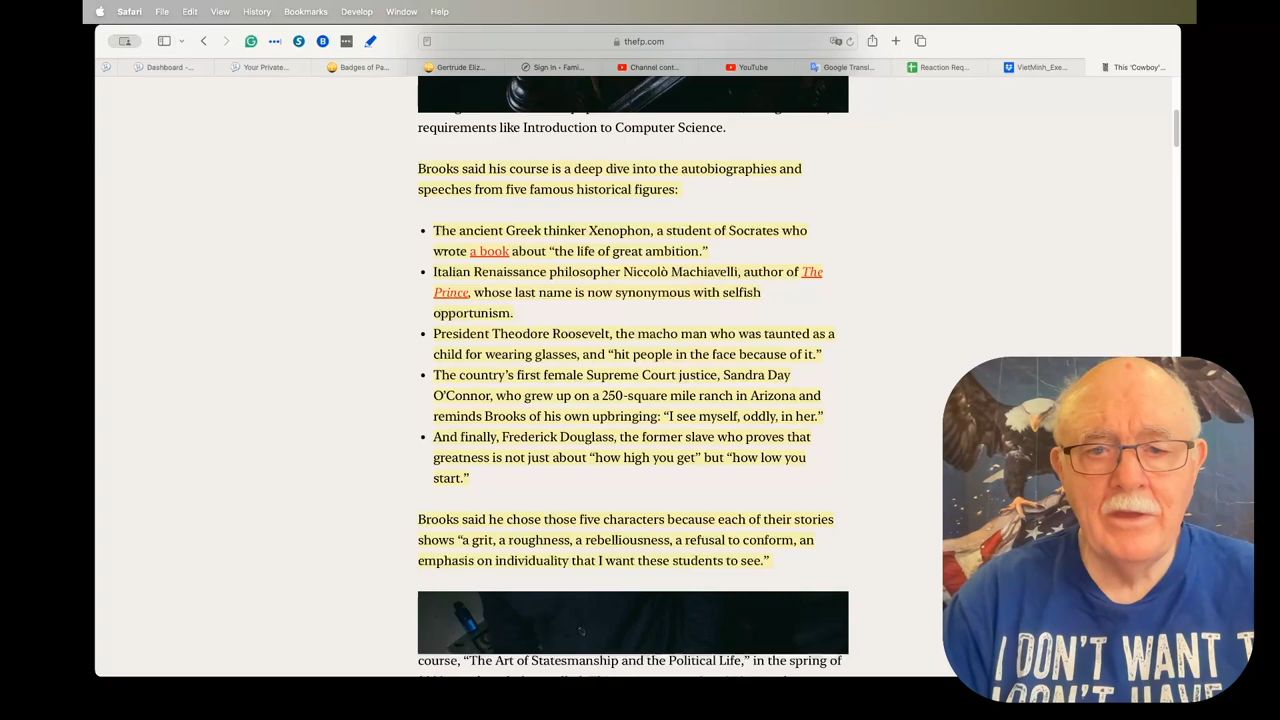 Safari File Edit View History Bookmarks Develop Window Help
thefp.com
Dashboard -... Your Private... Badges of Pa... Gertrude Eliz... Sign In - Fami... Channel cont... YouTube Google Transl... Reaction Req... VietMinh_Exe... This ‘Cowboy’...
requirements like Introduction to Computer Science.
Brooks said his course is a deep dive into the autobiographies and
speeches from five famous historical figures:
• The ancient Greek thinker Xenophon, a student of Socrates who
wrote a book about “the life of great ambition.”
• Italian Renaissance philosopher Niccolò Machiavelli, author of The
Prince, whose last name is now synonymous with selfish
opportunism.
• President Theodore Roosevelt, the macho man who was taunted as a
child for wearing glasses, and “hit people in the face because of it.”
• The country’s first female Supreme Court justice, Sandra Day
O’Connor, who grew up on a 250-square mile ranch in Arizona and
reminds Brooks of his own upbringing: “I see myself, oddly, in her.”
• And finally, Frederick Douglass, the former slave who proves that
greatness is not just about “how high you get” but “how low you
start.”
Brooks said he chose those five characters because each of their stories
shows “a grit, a roughness, a rebelliousness, a refusal to conform, an
emphasis on individuality that I want these students to see.”
course, “The Art of Statesmanship and the Political Life,” in the spring of
I DON'T WANT T
I DON'T HAVE